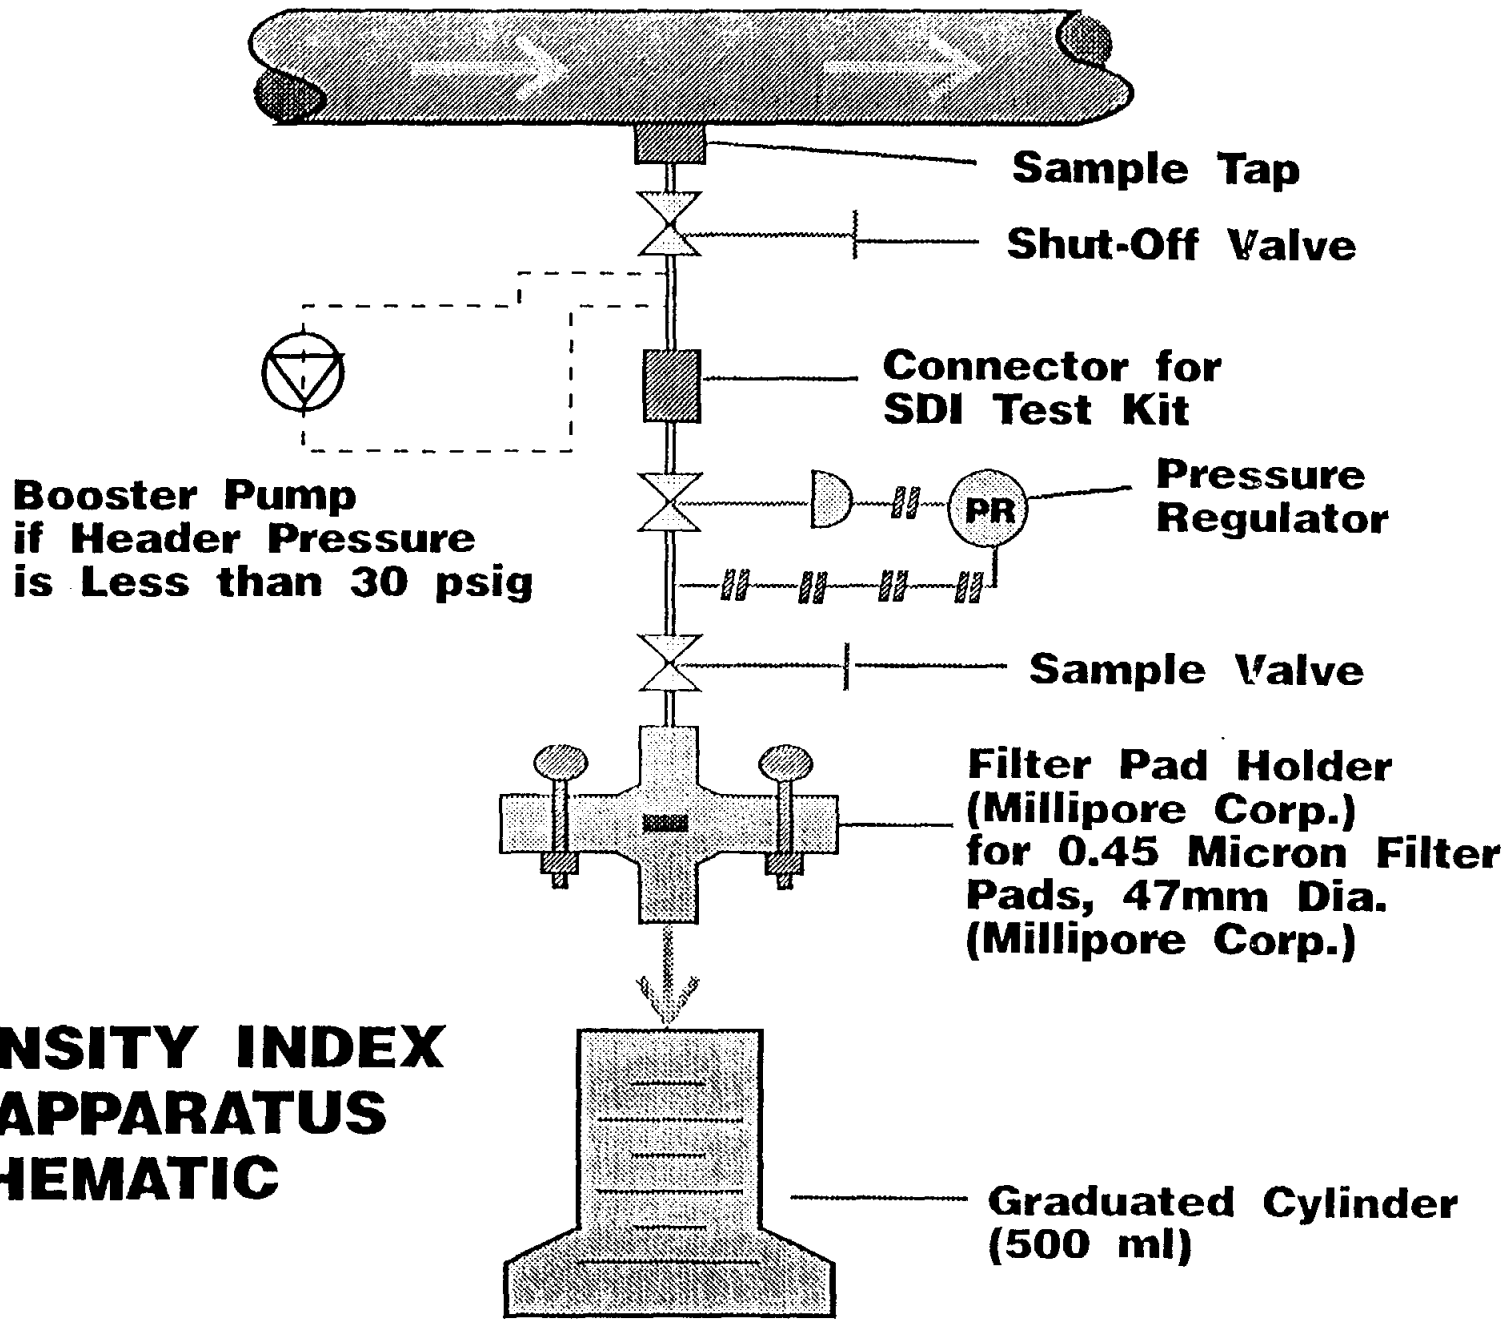 Sample Tap
Shut-Off Valve
Connector for
SDI Test Kit
Booster Pump
if Header Pressure
is Less than 30 psig
Pressure
Regulator
PR
Sample Valve
Filter Pad Holder
(Millipore Corp.)
for 0.45 Micron Filter
Pads, 47mm Dia.
(Millipore Corp.)
NSITY INDEX
APPARATUS
HEMATIC
Graduated Cylinder
(500 ml)